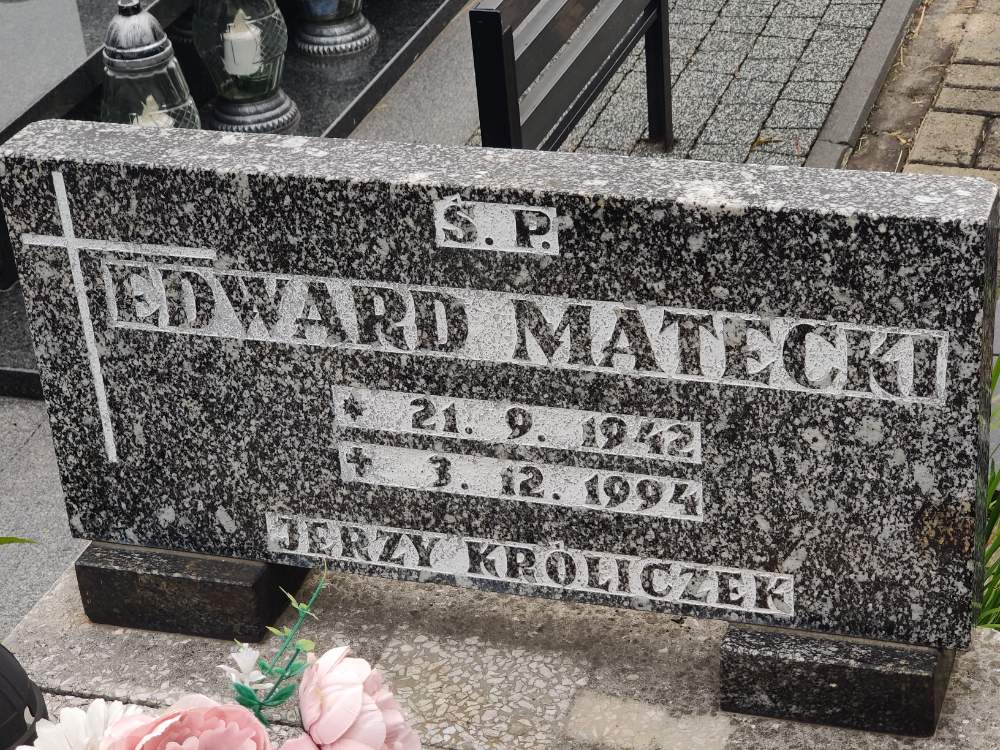 Ś. P.
EDWARD MATECKI
* 21. 9. 1942
✝ 3. 12. 1994
JERZY KRÓLICZEK